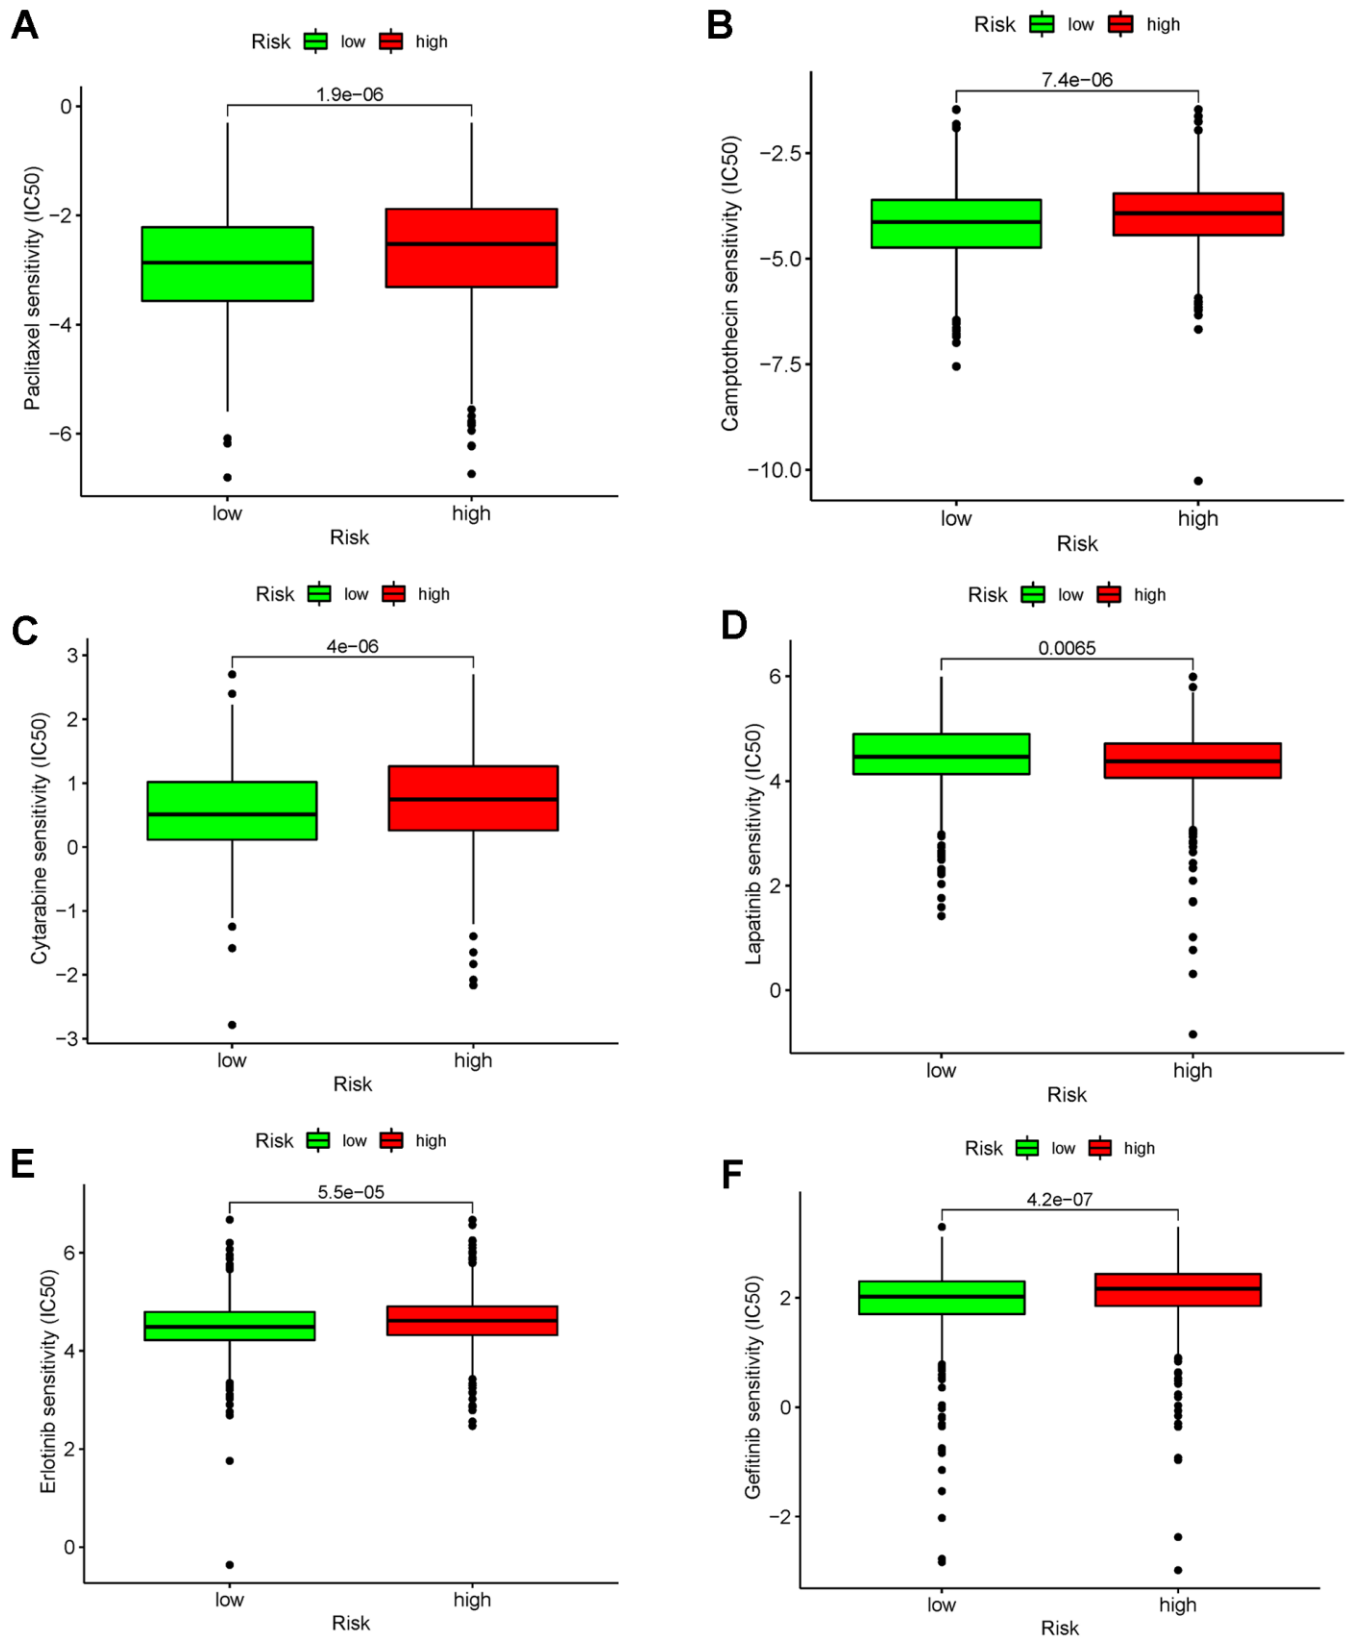 A
Risk low high
1.9e−06
Paclitaxel sensitivity (IC50)
0
−2
−4
−6
low high
Risk
B
Risk low high
7.4e−06
Camptothecin sensitivity (IC50)
−2.5
−5.0
−7.5
−10.0
low high
Risk
C
Risk low high
4e−06
Cytarabine sensitivity (IC50)
3
2
1
0
−1
−2
−3
low high
Risk
D
Risk low high
0.0065
Lapatinib sensitivity (IC50)
6
4
2
0
low high
Risk
E
Risk low high
5.5e−05
Erlotinib sensitivity (IC50)
6
4
2
0
low high
Risk
F
Risk low high
4.2e−07
Gefitinib sensitivity (IC50)
2
0
−2
low high
Risk